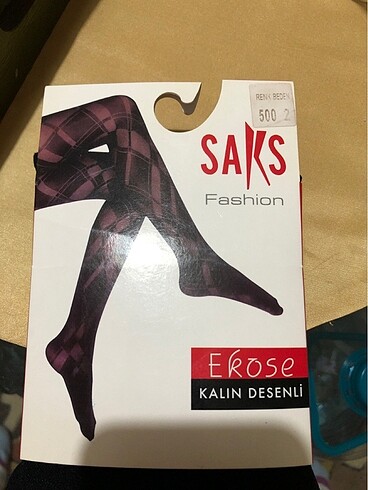 RENK BEDEN
500 2
SAKS
Fashion
Ekose
KALIN DESENLİ